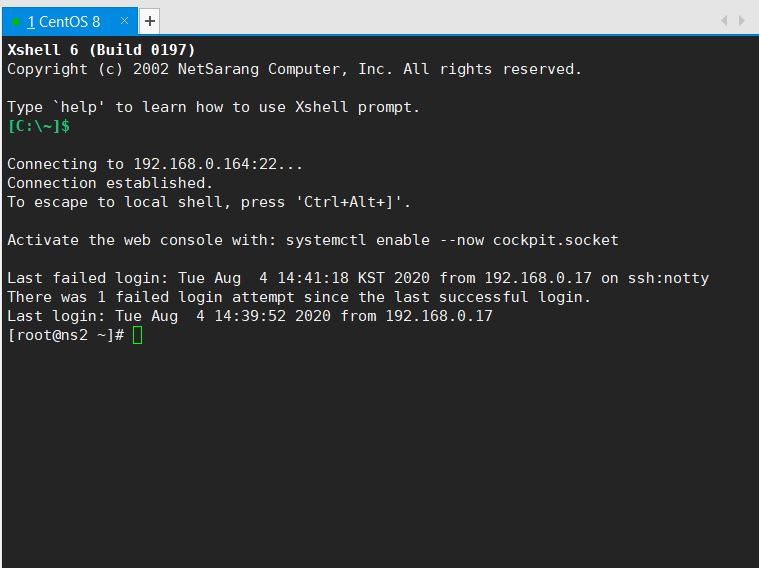 1 CentOS 8 × +
Xshell 6 (Build 0197)
Copyright (c) 2002 NetSarang Computer, Inc. All rights reserved.
Type `help' to learn how to use Xshell prompt.
[C:\~]$
Connecting to 192.168.0.164:22...
Connection established.
To escape to local shell, press 'Ctrl+Alt+]'.
Activate the web console with: systemctl enable --now cockpit.socket
Last failed login: Tue Aug  4 14:41:18 KST 2020 from 192.168.0.17 on ssh:notty
There was 1 failed login attempt since the last successful login.
Last login: Tue Aug  4 14:39:52 2020 from 192.168.0.17
[root@ns2 ~]#